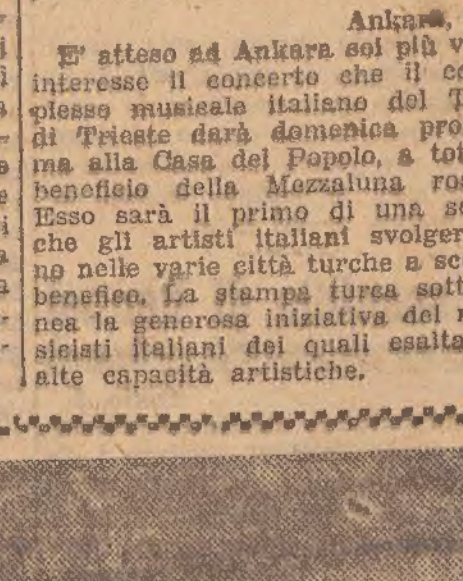 Ankara,
E' atteso ad Ankara col più v
interesse il concerto che il co
plesso musicale italiano del T
di Trieste darà domenica pro
ma alla Casa del Popolo, a tot
beneficio della Mezzaluna ros
Esso sarà il primo di una se
che gli artisti italiani svolger
no nelle varie città turche a sc
benefico. La stampa turca sott
nea la generosa iniziativa dei m
sicisti italiani dei quali esalta
alte capacità artistiche.